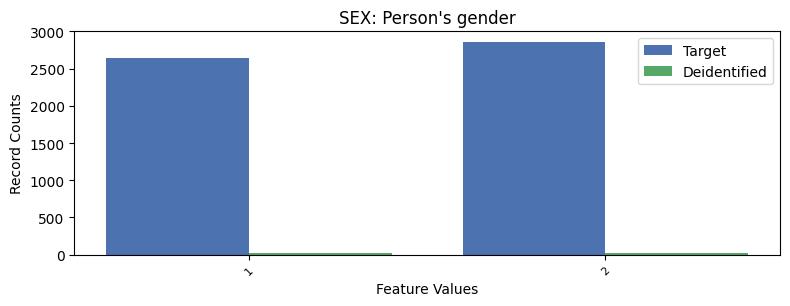 SEX: Person's gender
Target
Deidentified
Record Counts
3000
2500
2000
1500
1000
500
0
1
2
Feature Values